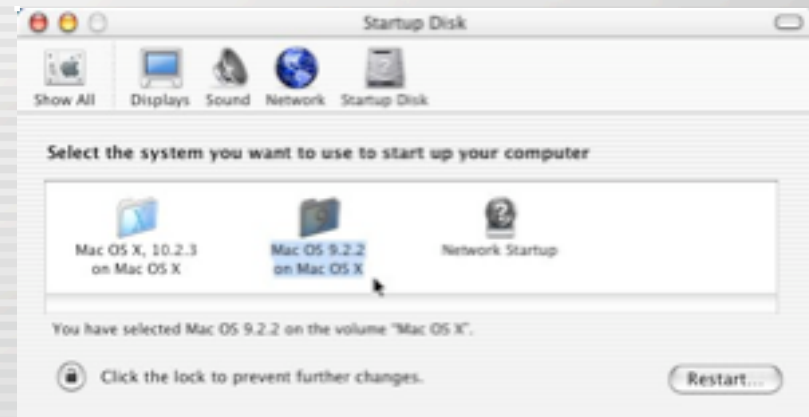 Startup Disk
Show All Displays Sound Network Startup Disk
Select the system you want to use to start up your computer
Mac OS X, 10.2.3
on Mac OS X
Mac OS 9.2.2
on Mac OS X
Network Startup
You have selected Mac OS 9.2.2 on the volume "Mac OS X".
Click the lock to prevent further changes.
Restart...